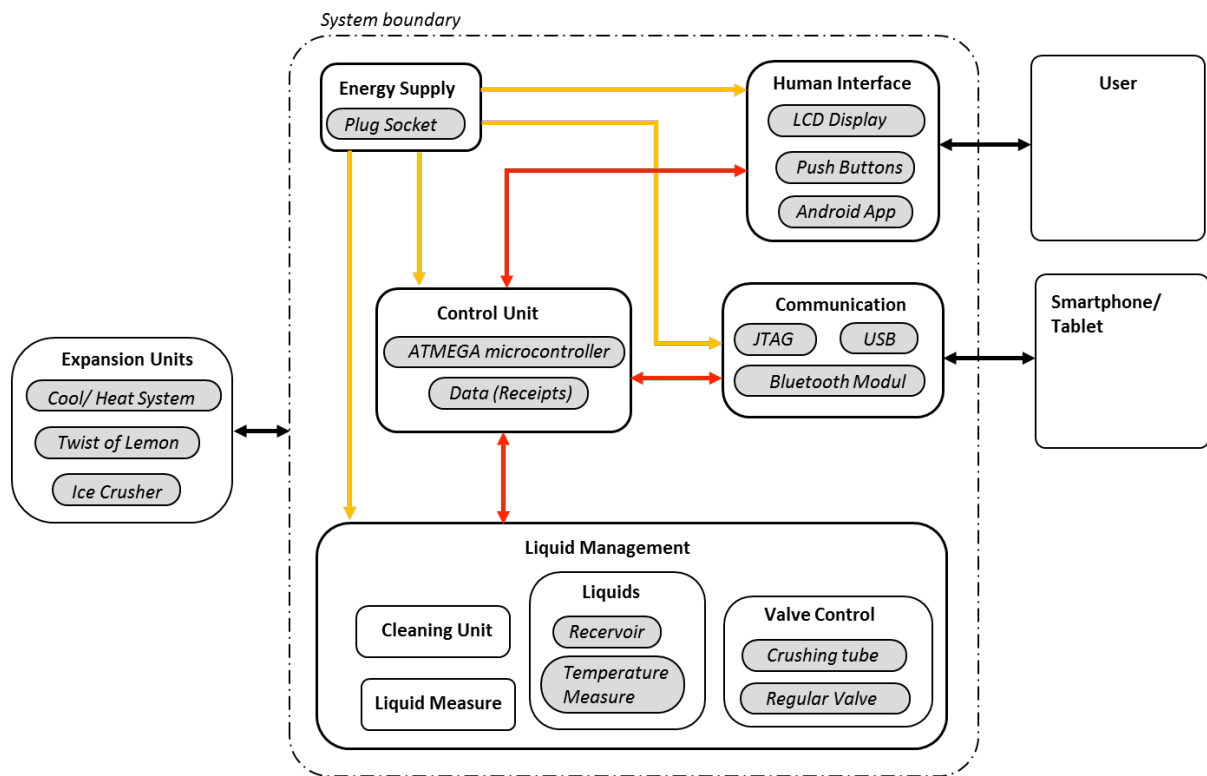 System boundary
Energy Supply
Plug Socket
Human Interface
LCD Display
Push Buttons
Android App
User
Control Unit
ATMEGA microcontroller
Data (Receipts)
Communication
JTAG
USB
Bluetooth Modul
Smartphone/
Tablet
Expansion Units
Cool/ Heat System
Twist of Lemon
Ice Crusher
Liquid Management
Cleaning Unit
Liquid Measure
Liquids
Recervoir
Temperature
Measure
Valve Control
Crushing tube
Regular Valve